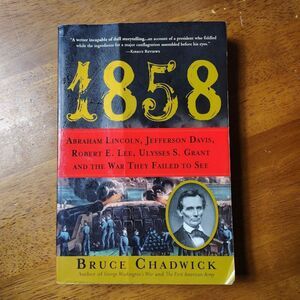 "A writer incapable of dull storytelling...an account of a president who fiddled
while the ingredients for a major conflagration assembled before his eyes."
—Kirkus Reviews
1858
Abraham Lincoln, Jefferson Davis,
Robert E. Lee, Ulysses S. Grant
and the War They Failed to See
Bruce Chadwick
Author of George Washington's War and The First American Army